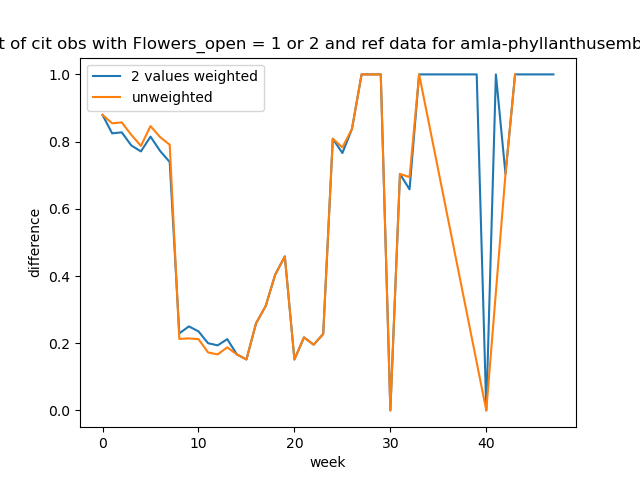 t of cit obs with Flowers_open = 1 or 2 and ref data for amla-phyllanthusemb
2 values weighted
unweighted
1.0
0.8
0.6
0.4
0.2
0.0
difference
0 10 20 30 40
week